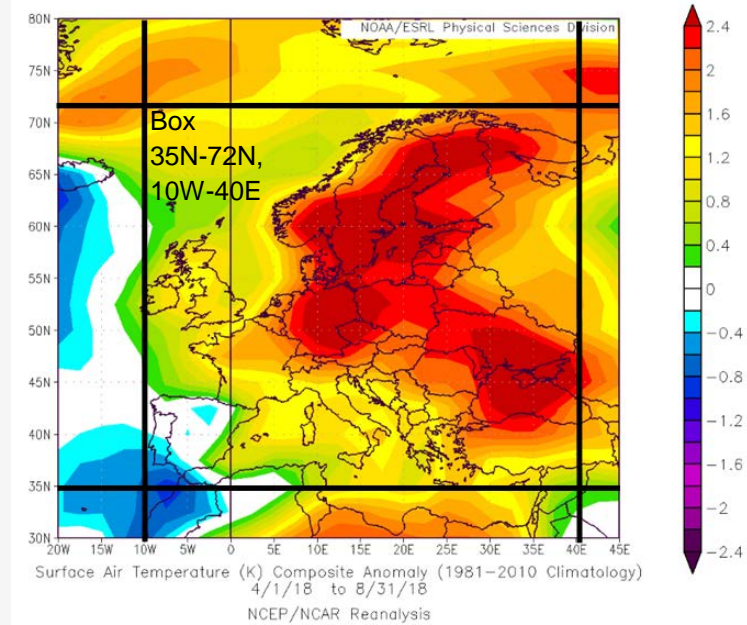 80N
75N
70N
65N
60N
55N
50N
45N
40N
35N
30N
NOAA/ESRL Physical Sciences Division
Box
35N-72N,
10W-40E
20W 15W 10W 5W 0 5E 10E 15E 20E 25E 30E 35E 40E 45E
2.4
2
1.6
1.2
0.8
0.4
0
−0.4
−0.8
−1.2
−1.6
−2
−2.4
Surface Air Temperature (K) Composite Anomaly (1981−2010 Climatology)
4/1/18 to 8/31/18
NCEP/NCAR Reanalysis